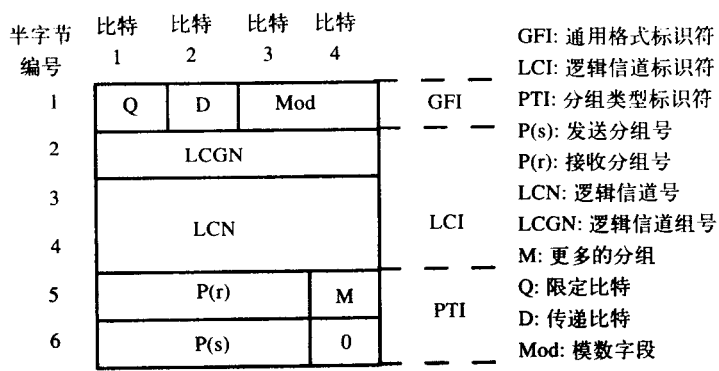 半字节 比特 比特 比特 比特
编号 1 2 3 4
1 Q D Mod GFI
2 LCGN
3
LCN LCI
4
5 P(r) M
PTI
6 P(s) 0
GFI: 通用格式标识符
LCI: 逻辑信道标识符
PTI: 分组类型标识符
P(s): 发送分组号
P(r): 接收分组号
LCN: 逻辑信道号
LCGN: 逻辑信道组号
M: 更多的分组
Q: 限定比特
D: 传递比特
Mod: 模数字段